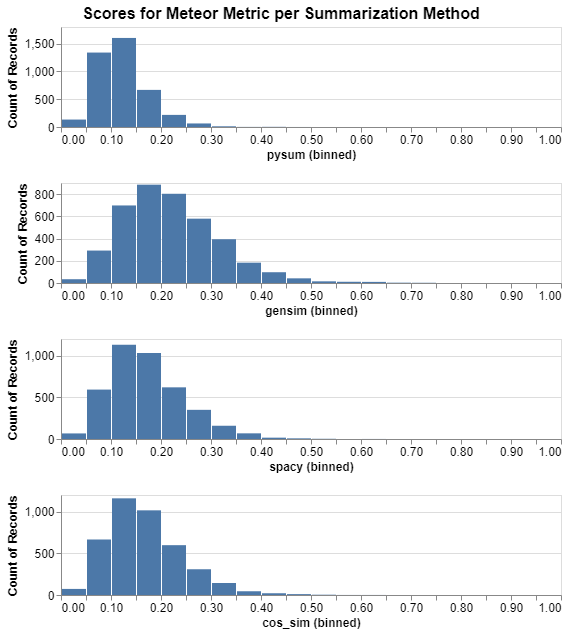 Scores for Meteor Metric per Summarization Method
Count of Records
1,500
1,000
500
0
0.00 0.10 0.20 0.30 0.40 0.50 0.60 0.70 0.80 0.90 1.00
pysum (binned)
Count of Records
800
600
400
200
0
0.00 0.10 0.20 0.30 0.40 0.50 0.60 0.70 0.80 0.90 1.00
gensim (binned)
Count of Records
1,000
500
0
0.00 0.10 0.20 0.30 0.40 0.50 0.60 0.70 0.80 0.90 1.00
spacy (binned)
Count of Records
1,000
500
0
0.00 0.10 0.20 0.30 0.40 0.50 0.60 0.70 0.80 0.90 1.00
cos_sim (binned)